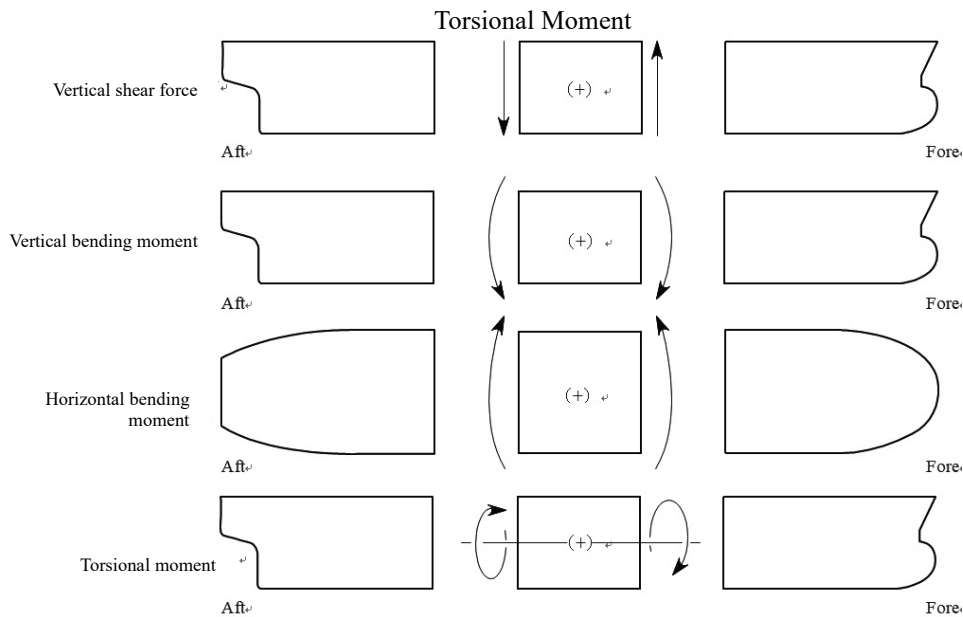 Torsional Moment
Vertical shear force
(+)
Aft
Fore
Vertical bending moment
(+)
Aft
Fore
Horizontal bending
moment
(+)
Aft
Fore
Torsional moment
(+)
Aft
Fore